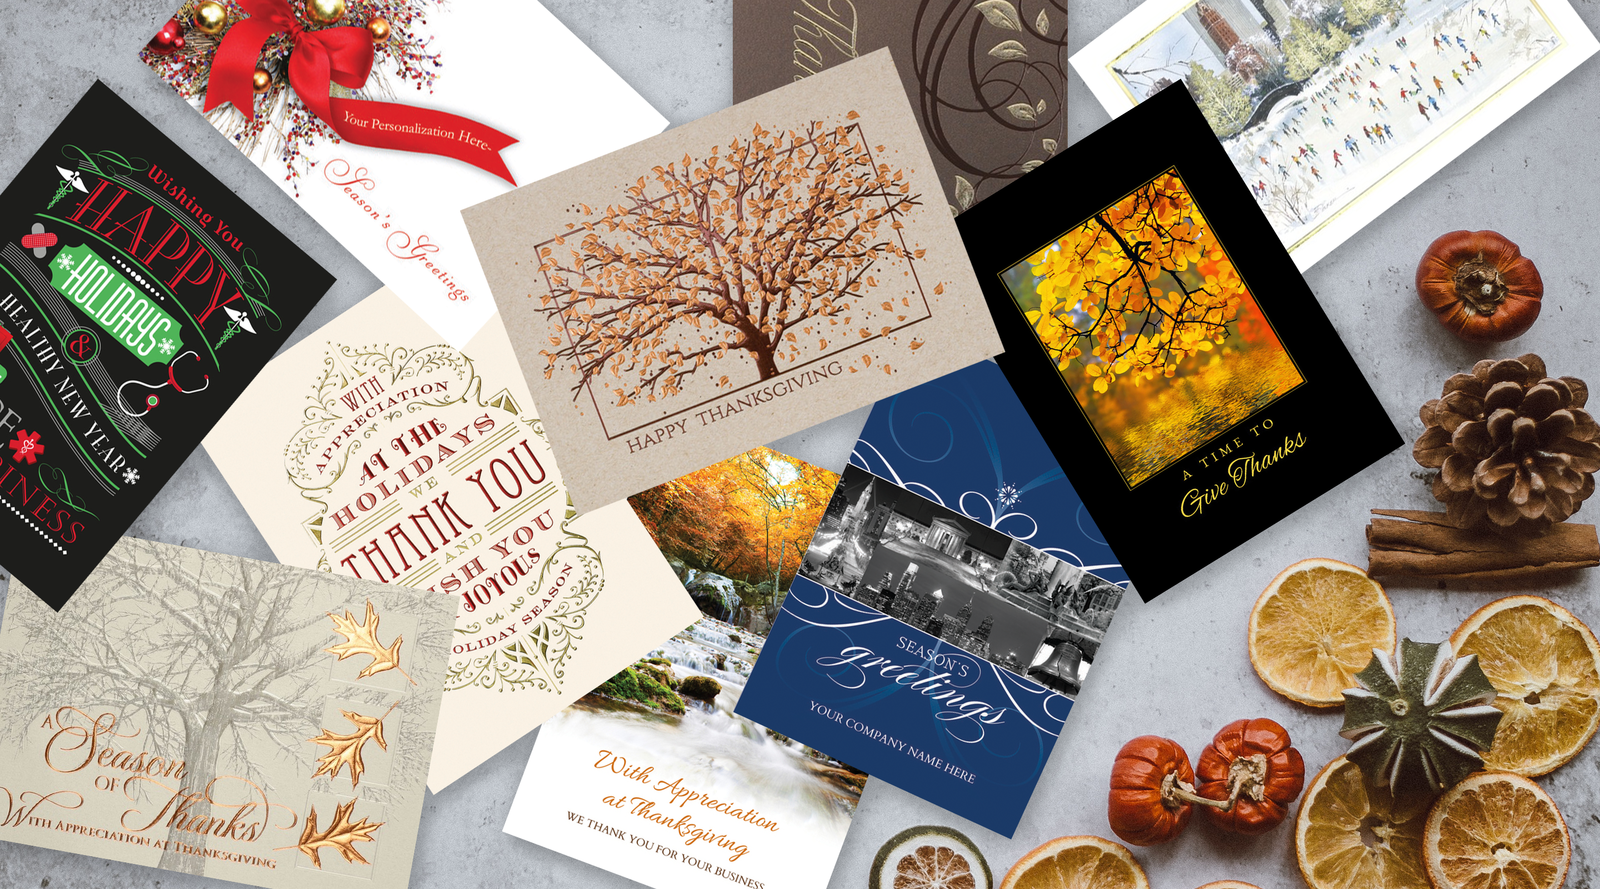 Your Personalization Here-
Season's
Greetings
Wishing You
HAPPY
HOLIDAYS
&
HEALTHY NEW YEAR
WITH
APPRECIATION
AT THE
HOLIDAYS
WE
THANK YOU
AND
SH YOU
JOYOUS
OLIDAY SEASON
HAPPY THANKSGIVING
A TIME TO
Give Thanks
SEASON'S
greetings
YOUR COMPANY NAME HERE
A
Season
OF
Thanks
WITH APPRECIATION AT THANKSGIVING
With Appreciation
at Thanksgiving
WE THANK YOU FOR YOUR BUSINESS